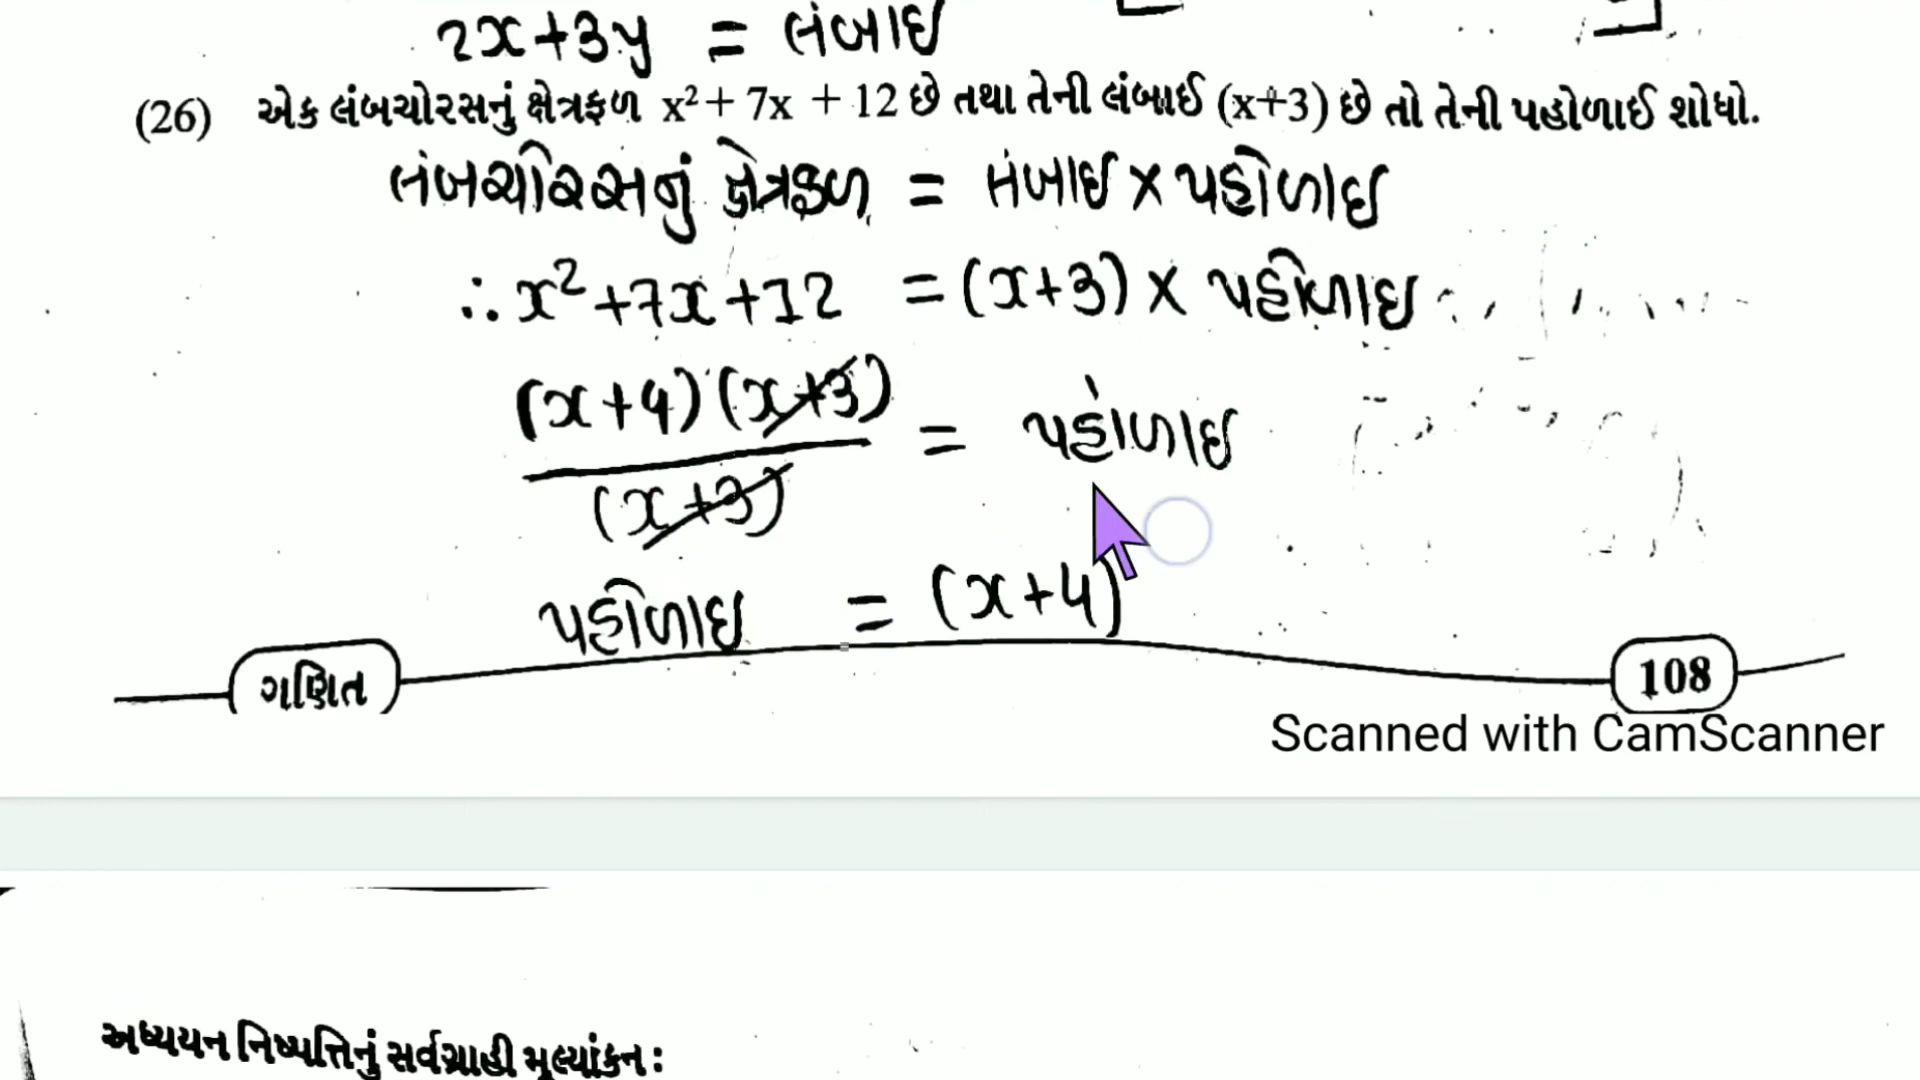 2x+3y = લંબાઈ
(26) એક લંબચોરસનું ક્ષેત્રફળ x²+ 7x + 12 છે તથા તેની લંબાઈ (x+3) છે તો તેની પહોળાઈ શોધો.
લંબચોરસનું ક્ષેત્રફળ = લંબાઈ × પહોળાઈ
∴ x²+7x+12 = (x+3) × પહોળાઇ
(x+4) (x+3)
= પહોળાઈ
(x+3)
પહોળાઇ = (x+4)
ગણિત 108
Scanned with CamScanner
અધ્યયન નિષ્પત્તિનું સર્વગ્રાહી મૂલ્યાંકન :